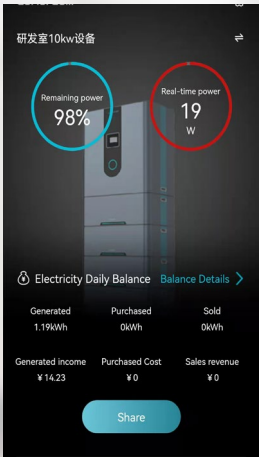 研发室10kw设备
Remaining power
98%
Real-time power
19
W
Electricity Daily Balance
Balance Details
Generated
Purchased
Sold
1.19kWh
0kWh
0kWh
Generated income
Purchased Cost
Sales revenue
¥ 14.23
¥ 0
¥ 0
Share